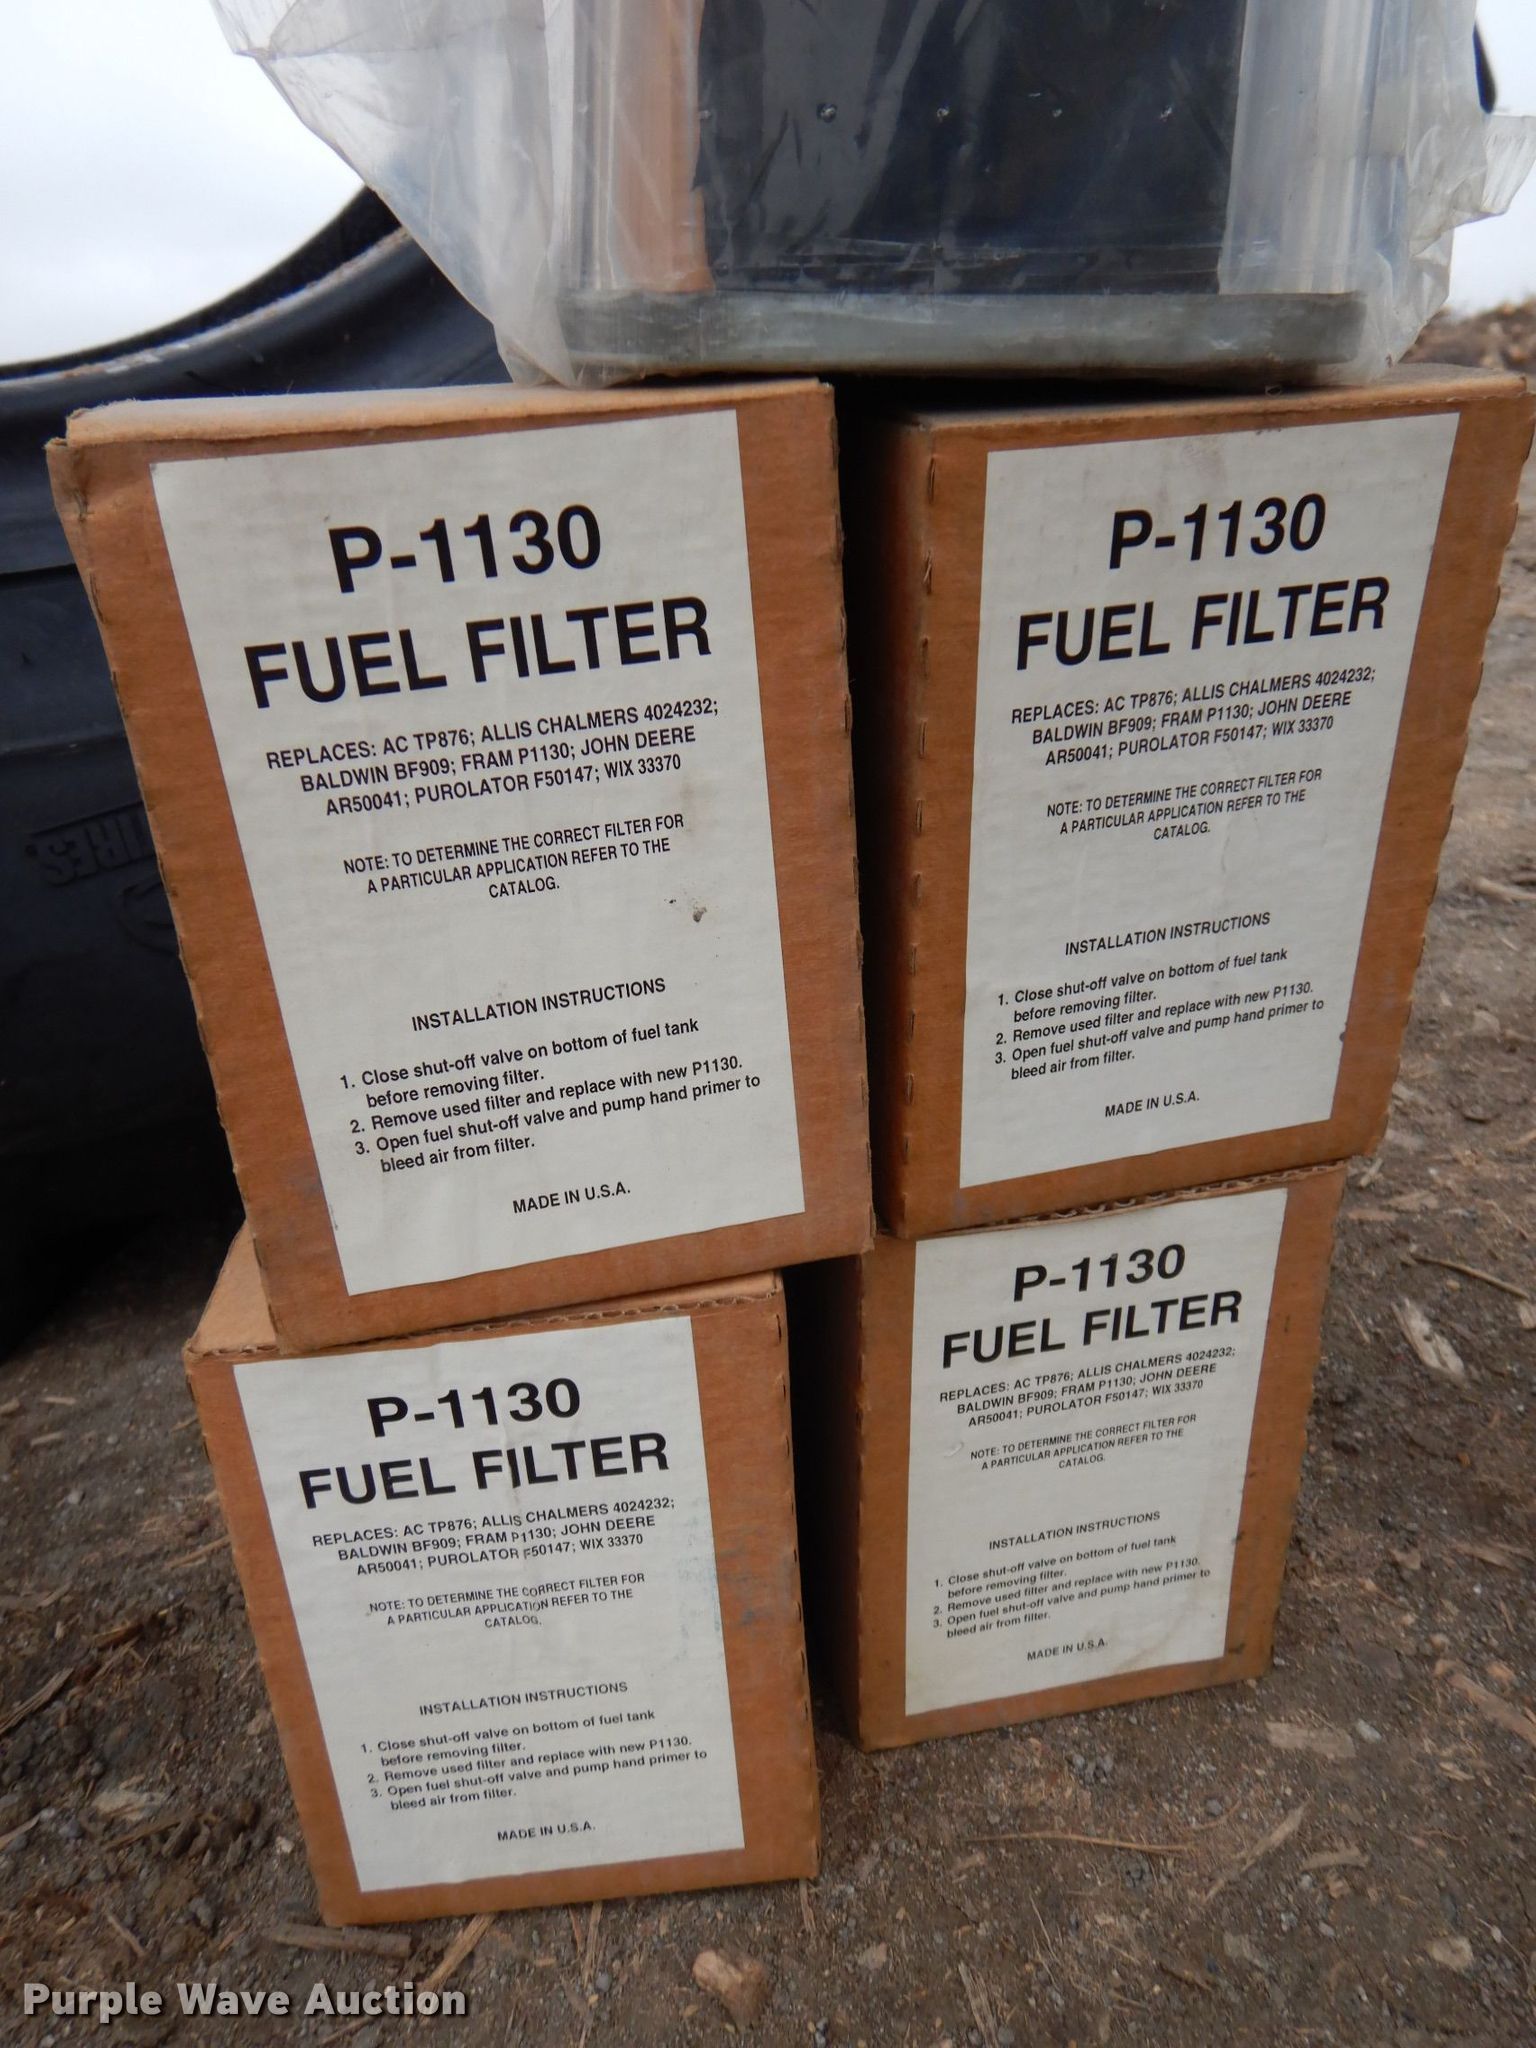 P-1130
FUEL FILTER
REPLACES: AC TP876; ALLIS CHALMERS 4024232;
BALDWIN BF909; FRAM P1130; JOHN DEERE
AR50041; PUROLATOR F50147; WIX 33370
NOTE: TO DETERMINE THE CORRECT FILTER FOR
A PARTICULAR APPLICATION REFER TO THE
CATALOG.
INSTALLATION INSTRUCTIONS
1. Close shut-off valve on bottom of fuel tank
before removing filter.
2. Remove used filter and replace with new P1130.
3. Open fuel shut-off valve and pump hand primer to
bleed air from filter.
MADE IN U.S.A.
P-1130
FUEL FILTER
REPLACES: AC TP876; ALLIS CHALMERS 4024232;
BALDWIN BF909; FRAM P1130; JOHN DEERE
AR50041; PUROLATOR F50147; WIX 33370
NOTE: TO DETERMINE THE CORRECT FILTER FOR
A PARTICULAR APPLICATION REFER TO THE
CATALOG.
INSTALLATION INSTRUCTIONS
1. Close shut-off valve on bottom of fuel tank
before removing filter.
2. Remove used filter and replace with new P1130.
3. Open fuel shut-off valve and pump hand primer to
bleed air from filter.
MADE IN U.S.A.
P-1130
FUEL FILTER
REPLACES: AC TP876; ALLIS CHALMERS 4024232;
BALDWIN BF909; FRAM P1130; JOHN DEERE
AR50041; PUROLATOR F50147; WIX 33370
NOTE: TO DETERMINE THE CORRECT FILTER FOR
A PARTICULAR APPLICATION REFER TO THE
CATALOG.
INSTALLATION INSTRUCTIONS
1. Close shut-off valve on bottom of fuel tank
before removing filter.
2. Remove used filter and replace with new P1130.
3. Open fuel shut-off valve and pump hand primer to
bleed air from filter.
MADE IN U.S.A.
P-1130
FUEL FILTER
REPLACES: AC TP876; ALLIS CHALMERS 4024232;
BALDWIN BF909; FRAM P1130; JOHN DEERE
AR50041; PUROLATOR F50147; WIX 33370
NOTE: TO DETERMINE THE CORRECT FILTER FOR
A PARTICULAR APPLICATION REFER TO THE
CATALOG.
INSTALLATION INSTRUCTIONS
1. Close shut-off valve on bottom of fuel tank
before removing filter.
2. Remove used filter and replace with new P1130.
3. Open fuel shut-off valve and pump hand primer to
bleed air from filter.
MADE IN U.S.A.
Purple Wave Auction